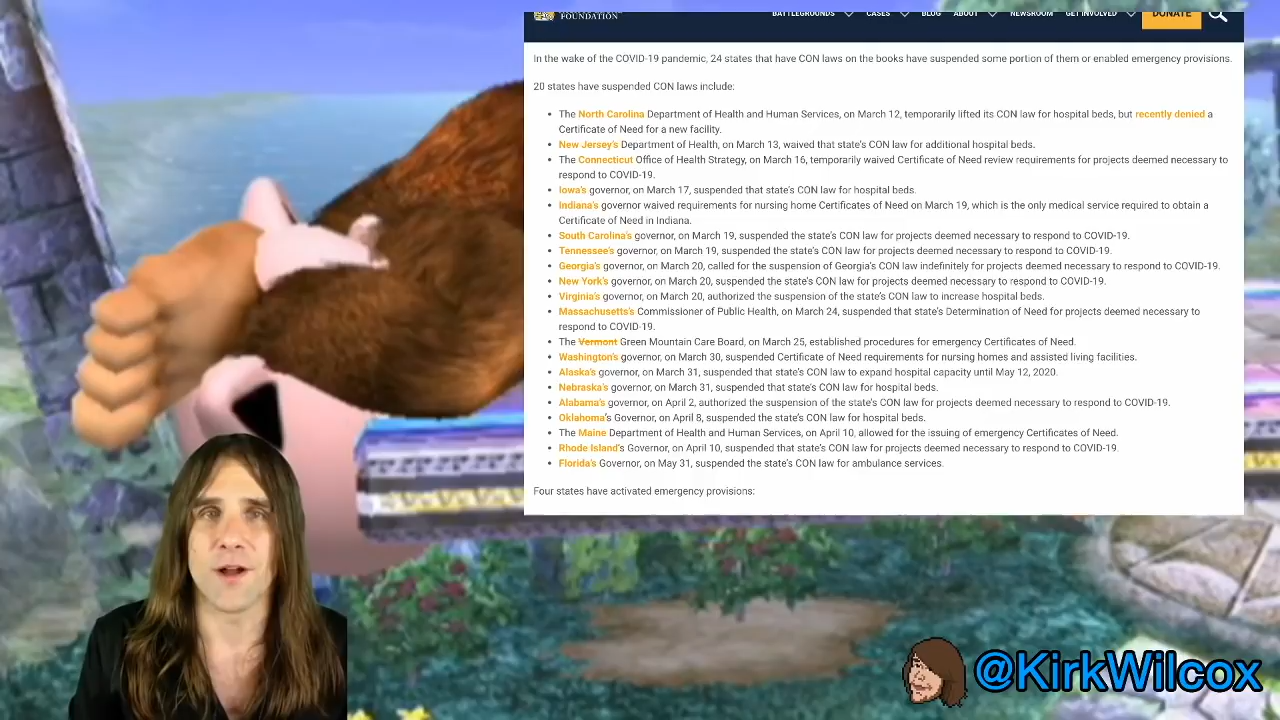 FOUNDATION
BATTLEGROUNDS CASES BLOG ABOUT NEWSROOM GET INVOLVED DONATE
In the wake of the COVID-19 pandemic, 24 states that have CON laws on the books have suspended some portion of them or enabled emergency provisions.
20 states have suspended CON laws include:
The North Carolina Department of Health and Human Services, on March 12, temporarily lifted its CON law for hospital beds, but recently denied a
Certificate of Need for a new facility.
New Jersey's Department of Health, on March 13, waived that state's CON law for additional hospital beds.
The Connecticut Office of Health Strategy, on March 16, temporarily waived Certificate of Need review requirements for projects deemed necessary to
respond to COVID-19.
Iowa's governor, on March 17, suspended that state's CON law for hospital beds.
Indiana's governor waived requirements for nursing home Certificates of Need on March 19, which is the only medical service required to obtain a
Certificate of Need in Indiana.
South Carolina's governor, on March 19, suspended the state's CON law for projects deemed necessary to respond to COVID-19.
Tennessee's governor, on March 19, suspended the state's CON law for projects deemed necessary to respond to COVID-19.
Georgia's governor, on March 20, called for the suspension of Georgia's CON law indefinitely for projects deemed necessary to respond to COVID-19.
New York's governor, on March 20, suspended the state's CON law for projects deemed necessary to respond to COVID-19.
Virginia's governor, on March 20, authorized the suspension of the state's CON law to increase hospital beds.
Massachusetts's Commissioner of Public Health, on March 24, suspended that state's Determination of Need for projects deemed necessary to
respond to COVID-19.
The Vermont Green Mountain Care Board, on March 25, established procedures for emergency Certificates of Need.
Washington's governor, on March 30, suspended Certificate of Need requirements for nursing homes and assisted living facilities.
Alaska's governor, on March 31, suspended that state's CON law to expand hospital capacity until May 12, 2020.
Nebraska's governor, on March 31, suspended that state's CON law for hospital beds.
Alabama's governor, on April 2, authorized the suspension of the state's CON law for projects deemed necessary to respond to COVID-19.
Oklahoma's Governor, on April 8, suspended the state's CON law for hospital beds.
The Maine Department of Health and Human Services, on April 10, allowed for the issuing of emergency Certificates of Need.
Rhode Island's Governor, on April 10, suspended that state's CON law for projects deemed necessary to respond to COVID-19.
Florida's Governor, on May 31, suspended the state's CON law for ambulance services.
Four states have activated emergency provisions:
@KirkWilcox